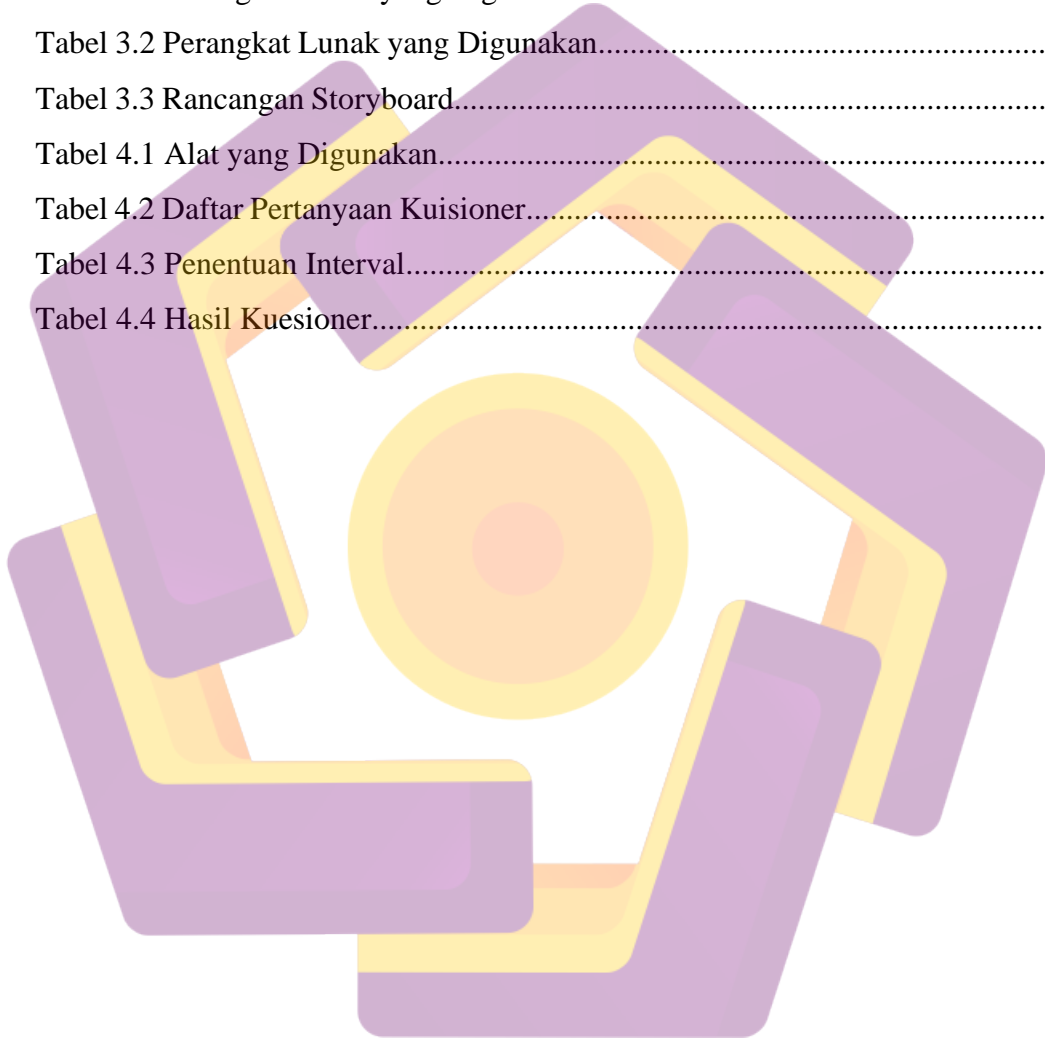 Tabel 3.2 Perangkat Lunak yang Digunakan......................................................
Tabel 3.3 Rancangan Storyboard......................................................................
Tabel 4.1 Alat yang Digunakan........................................................................
Tabel 4.2 Daftar Pertanyaan Kuisioner.............................................................
Tabel 4.3 Penentuan Interval............................................................................
Tabel 4.4 Hasil Kuesioner................................................................................